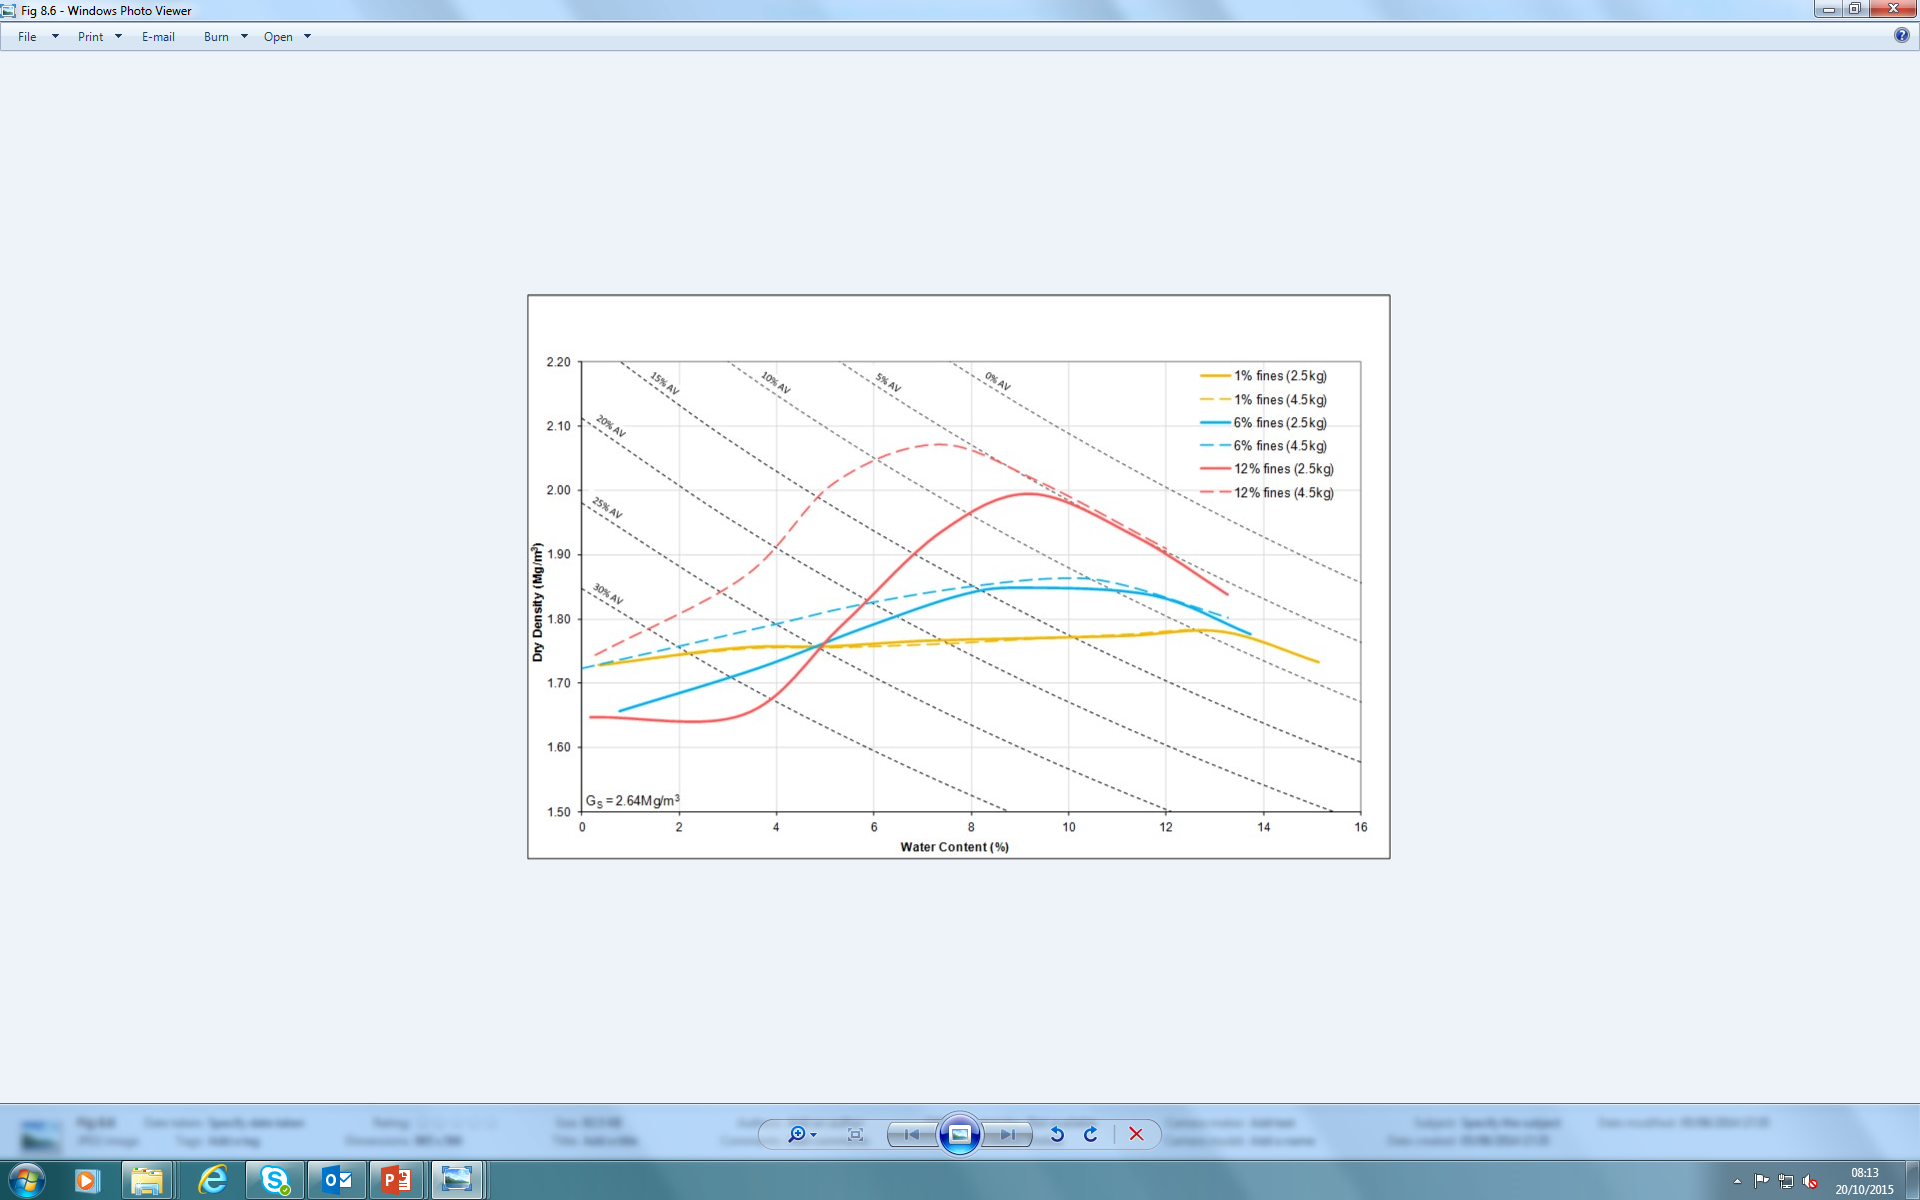 Fig 8.6 - Windows Photo Viewer
File Print E-mail Burn Open
2.20
2.10
2.00
1.90
1.80
1.70
1.60
1.50
Dry Density (Mg/m³)
15% AV
10% AV
5% AV
0% AV
20% AV
25% AV
30% AV
1% fines (2.5kg)
1% fines (4.5kg)
6% fines (2.5kg)
6% fines (4.5kg)
12% fines (2.5kg)
12% fines (4.5kg)
GS = 2.64Mg/m³
0 2 4 6 8 10 12 14 16
Water Content (%)
08:13
20/10/2015